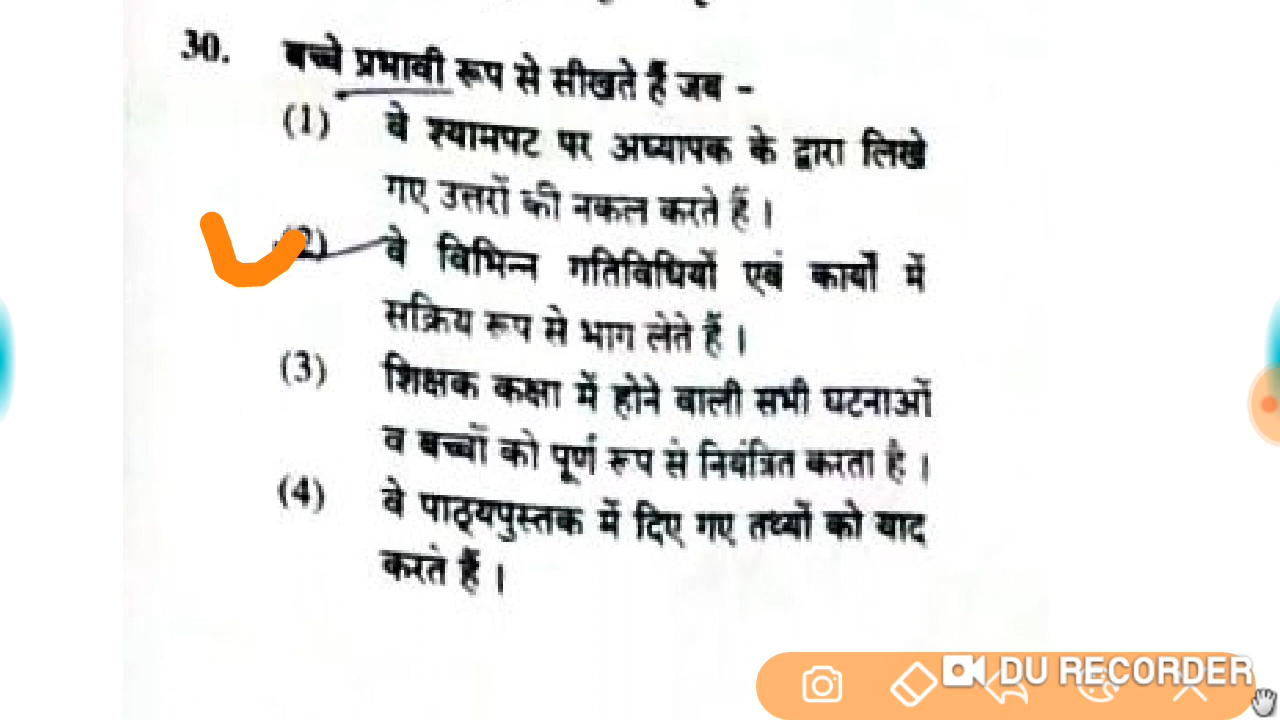 30. बच्चे प्रभावी रूप से सीखते हैं जब -
(1) वे श्यामपट पर अध्यापक के द्वारा लिखे
गए उत्तरों की नकल करते हैं।
(2) वे विभिन्न गतिविधियों एवं कार्यों में
सक्रिय रूप से भाग लेते हैं।
(3) शिक्षक कक्षा में होने वाली सभी घटनाओं
व बच्चों को पूर्ण रूप से नियंत्रित करता है।
(4) वे पाठ्यपुस्तक में दिए गए तथ्यों को याद
करते हैं।
DU RECORDER